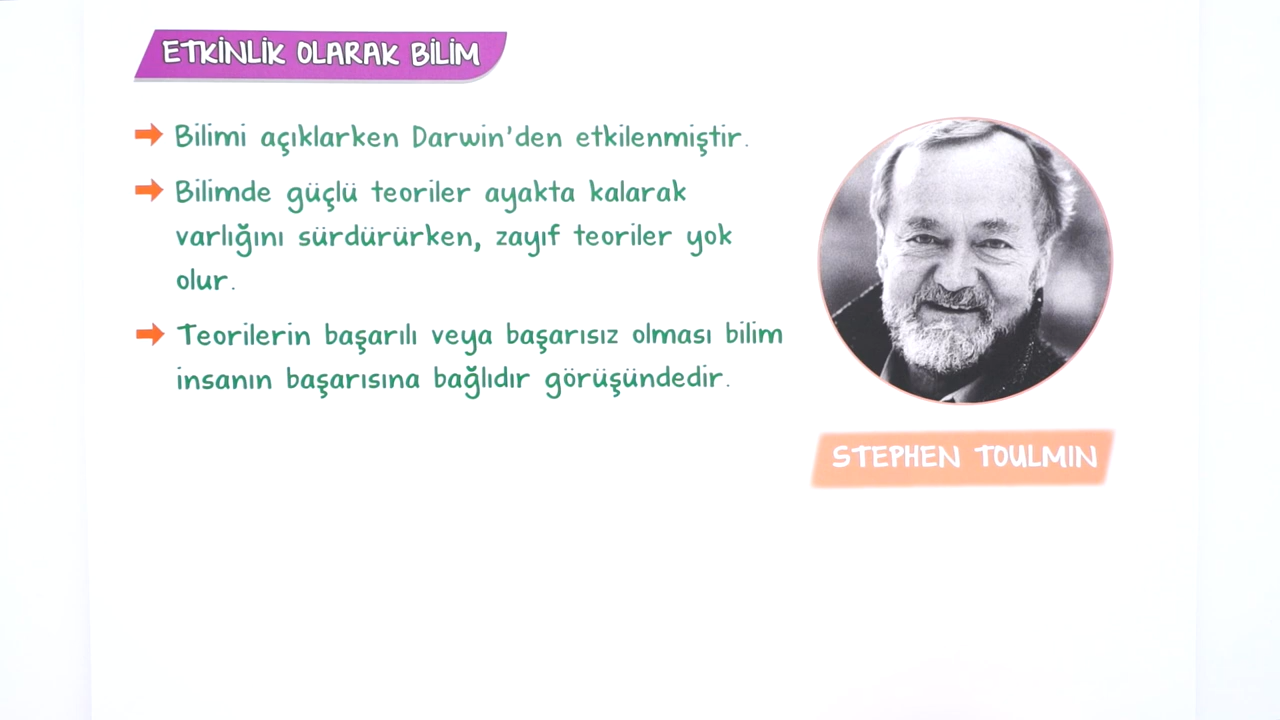 ETKİNLİK OLARAK BİLİM
Bilimi açıklarken Darwin'den etkilenmiştir.
Bilimde güçlü teoriler ayakta kalarak
varlığını sürdürürken, zayıf teoriler yok
olur.
Teorilerin başarılı veya başarısız olması bilim
insanın başarısına bağlıdır görüşündedir.
STEPHEN TOULMIN